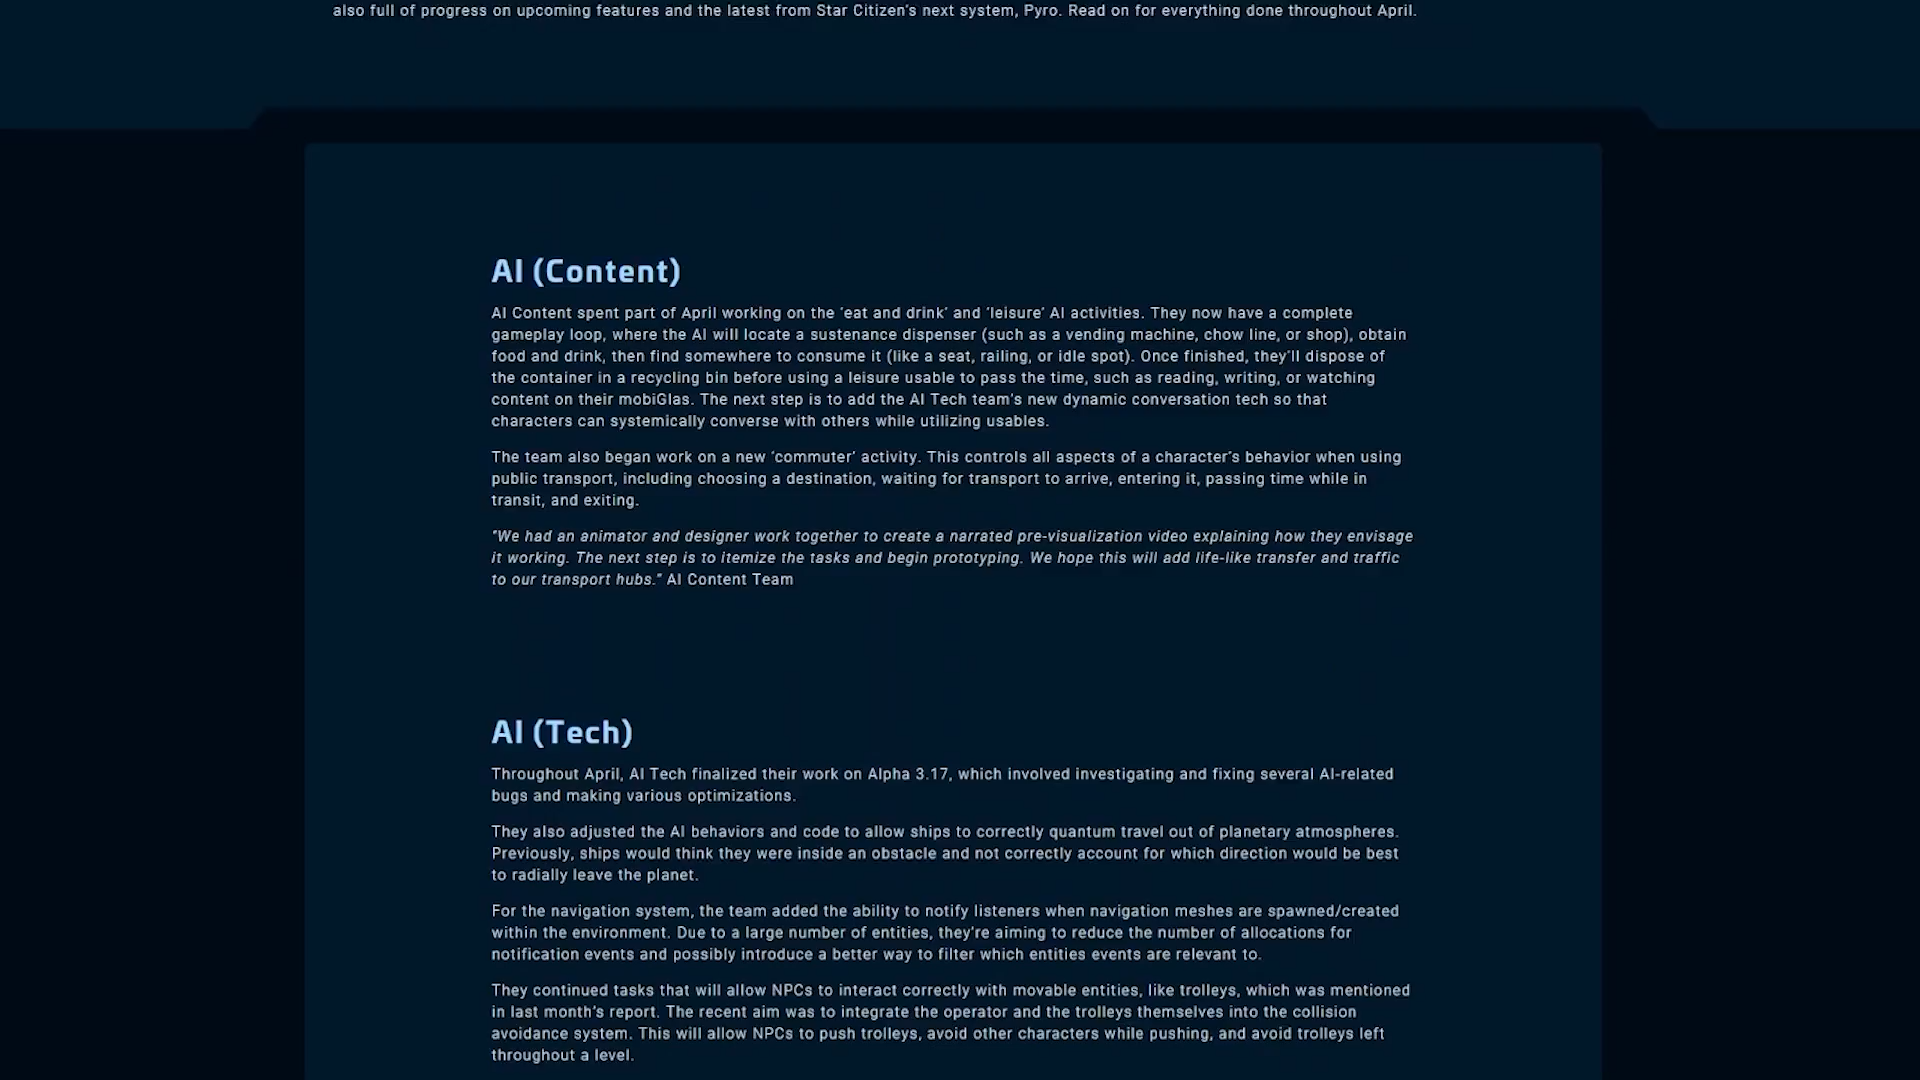 also full of progress on upcoming features and the latest from Star Citizen's next system, Pyro. Read on for everything done throughout April.
AI (Content)
AI Content spent part of April working on the 'eat and drink' and 'leisure' AI activities. They now have a complete
gameplay loop, where the AI will locate a sustenance dispenser (such as a vending machine, chow line, or shop), obtain
food and drink, then find somewhere to consume it (like a seat, railing, or idle spot). Once finished, they'll dispose of
the container in a recycling bin before using a leisure usable to pass the time, such as reading, writing, or watching
content on their mobiGlas. The next step is to add the AI Tech team's new dynamic conversation tech so that
characters can systemically converse with others while utilizing usables.
The team also began work on a new 'commuter' activity. This controls all aspects of a character's behavior when using
public transport, including choosing a destination, waiting for transport to arrive, entering it, passing time while in
transit, and exiting.
"We had an animator and designer work together to create a narrated pre-visualization video explaining how they envisage
it working. The next step is to itemize the tasks and begin prototyping. We hope this will add life-like transfer and traffic
to our transport hubs." AI Content Team
AI (Tech)
Throughout April, AI Tech finalized their work on Alpha 3.17, which involved investigating and fixing several AI-related
bugs and making various optimizations.
They also adjusted the AI behaviors and code to allow ships to correctly quantum travel out of planetary atmospheres.
Previously, ships would think they were inside an obstacle and not correctly account for which direction would be best
to radially leave the planet.
For the navigation system, the team added the ability to notify listeners when navigation meshes are spawned/created
within the environment. Due to a large number of entities, they're aiming to reduce the number of allocations for
notification events and possibly introduce a better way to filter which entities events are relevant to.
They continued tasks that will allow NPCs to interact correctly with movable entities, like trolleys, which was mentioned
in last month's report. The recent aim was to integrate the operator and the trolleys themselves into the collision
avoidance system. This will allow NPCs to push trolleys, avoid other characters while pushing, and avoid trolleys left
throughout a level.